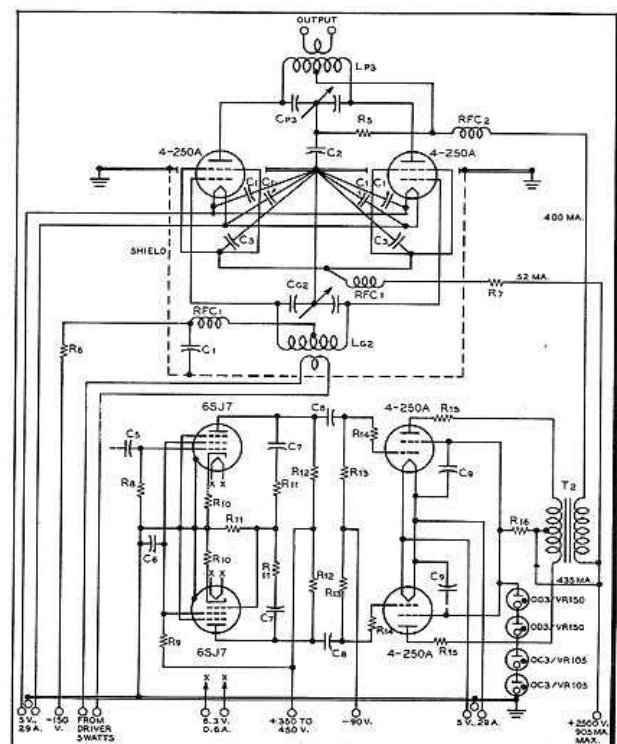 OUTPUT
LP3
CP3
R5
RFC2
C2
4-250A
4-250A
C1
C1
C1
C1
400 MA.
C3
C3
SHIELD
52 MA.
CG2
RFC1
R7
RFC1
R6
C1
LG2
6SJ7
C8
4-250A
R15
C5
R14
C7
R8
R12
R13
C9
T2
R10
R11
R16
R11
C6
R10
R11
435 MA.
R12
R13
C9
OD3/VR150
C7
R9
R14
OD3/VR150
C8
R15
6SJ7
4-250A
OC3/VR105
OC3/VR105
X X
X X
X X
5 V., 29 A.
-150 V.
FROM DRIVER 5 WATTS
6.3 V. 0.6 A.
+350 TO 450 V.
-90 V.
5 V., 29 A.
+2500 V. 905 MA. MAX.